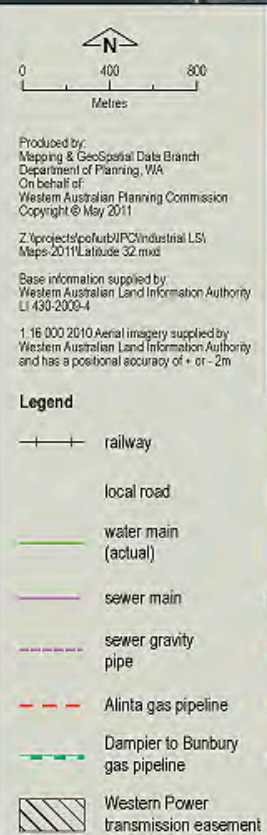 N
0 400 800
Metres
Produced by:
Mapping & GeoSpatial Data Branch
Department of Planning, WA
On behalf of:
Western Australian Planning Commission
Copyright © May 2011
Z:\projects\pol\urb\IPC\Industrial LS\
Maps-2011\Latitude 32.mxd
Base information supplied by:
Western Australian Land Information Authority
LI 430-2009-4
1:16 000 2010 Aerial imagery supplied by
Western Australian Land Information Authority
and has a positional accuracy of + or - 2m
Legend
railway
local road
water main
(actual)
sewer main
sewer gravity
pipe
Alinta gas pipeline
Dampier to Bunbury
gas pipeline
Western Power
transmission easement